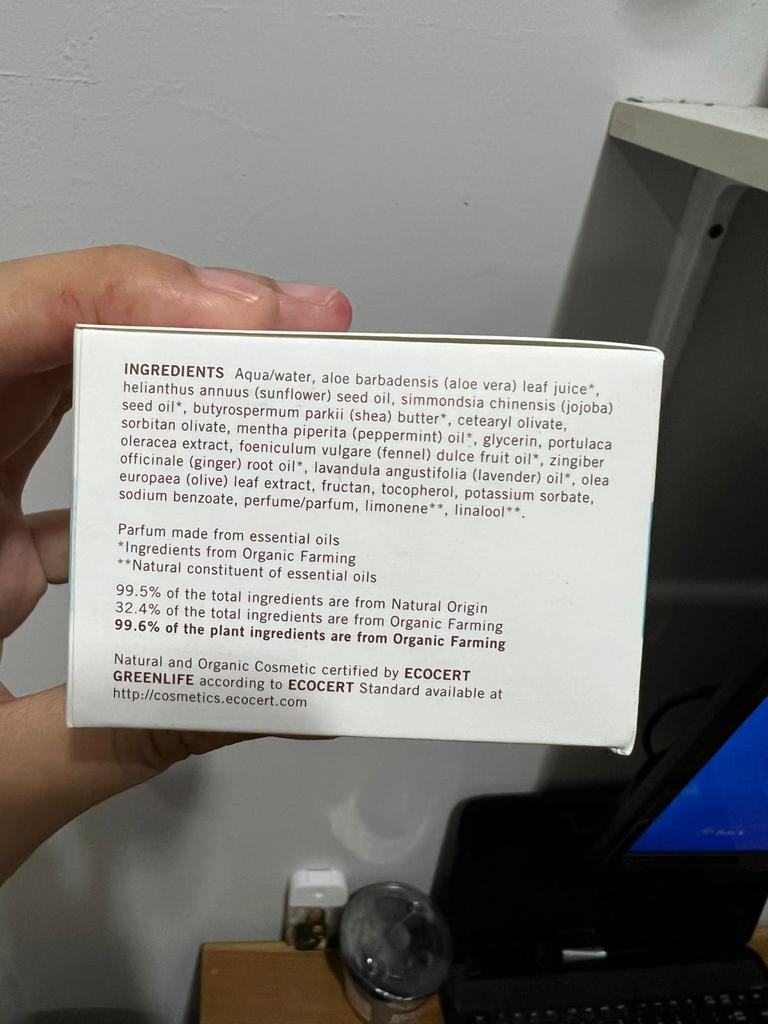 INGREDIENTS Aqua/water, aloe barbadensis (aloe vera) leaf juice*,
helianthus annuus (sunflower) seed oil, simmondsia chinensis (jojoba)
seed oil*, butyrospermum parkii (shea) butter*, cetearyl olivate,
sorbitan olivate, mentha piperita (peppermint) oil*, glycerin, portulaca
oleracea extract, foeniculum vulgare (fennel) dulce fruit oil*, zingiber
officinale (ginger) root oil*, lavandula angustifolia (lavender) oil*, olea
europaea (olive) leaf extract, fructan, tocopherol, potassium sorbate,
sodium benzoate, perfume/parfum, limonene**, linalool**.
Parfum made from essential oils
*Ingredients from Organic Farming
**Natural constituent of essential oils
99.5% of the total ingredients are from Natural Origin
32.4% of the total ingredients are from Organic Farming
99.6% of the plant ingredients are from Organic Farming
Natural and Organic Cosmetic certified by ECOCERT
GREENLIFE according to ECOCERT Standard available at
http://cosmetics.ecocert.com